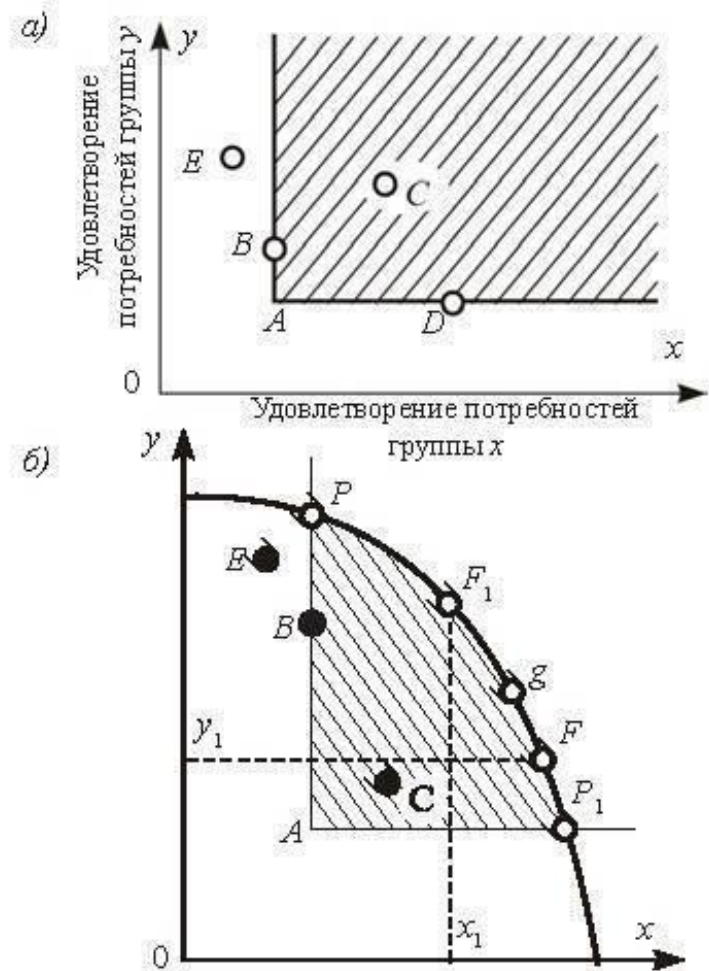 а)
y
Удовлетворение
потребностей группы y
E
C
B
A
D
x
0
Удовлетворение потребностей
группы x
б)
y
P
E
F₁
B
g
y₁
F
C
P₁
A
x₁
x
0